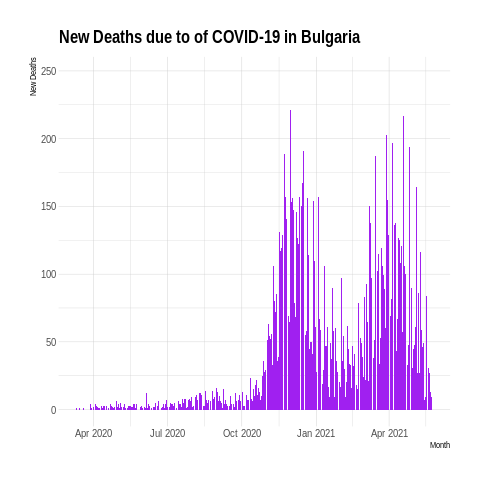 New Deaths due to of COVID-19 in Bulgaria
New Deaths
250
200
150
100
50
0
Apr 2020 Jul 2020 Oct 2020 Jan 2021 Apr 2021
Month